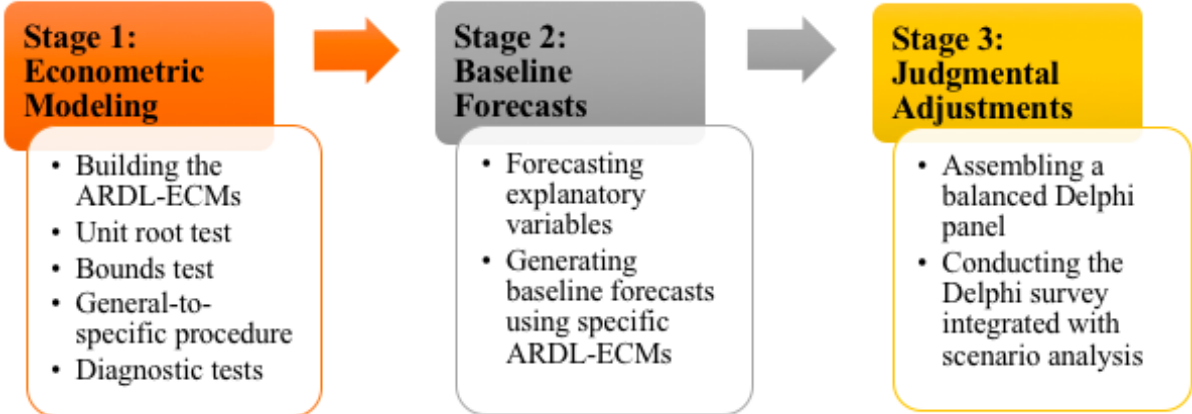 Stage 1:
Econometric
Modeling
• Building the
ARDL-ECMs
• Unit root test
• Bounds test
• General-to-
specific procedure
• Diagnostic tests
Stage 2:
Baseline
Forecasts
• Forecasting
explanatory
variables
• Generating
baseline forecasts
using specific
ARDL-ECMs
Stage 3:
Judgmental
Adjustments
• Assembling a
balanced Delphi
panel
• Conducting the
Delphi survey
integrated with
scenario analysis